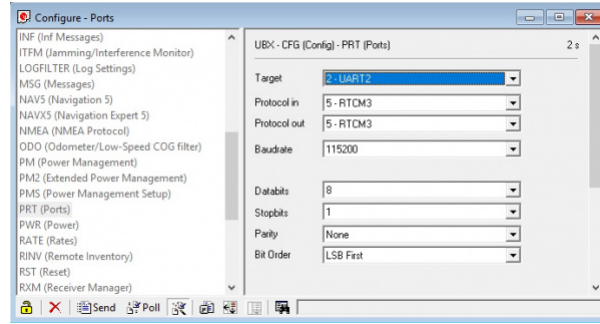 Configure - Ports
INF (Inf Messages)
ITFM (Jamming/Interference Monitor)
LOGFILTER (Log Settings)
MSG (Messages)
NAV5 (Navigation 5)
NAVX5 (Navigation Expert 5)
NMEA (NMEA Protocol)
ODO (Odometer/Low-Speed COG filter)
PM (Power Management)
PM2 (Extended Power Management)
PMS (Power Management Setup)
PRT (Ports)
PWR (Power)
RATE (Rates)
RINV (Remote Inventory)
RST (Reset)
RXM (Receiver Manager)
UBX - CFG (Config) - PRT (Ports) 2 s
Target 2 - UART2
Protocol in 5 - RTCM3
Protocol out 5 - RTCM3
Baudrate 115200
Databits 8
Stopbits 1
Parity None
Bit Order LSB First
Send Poll